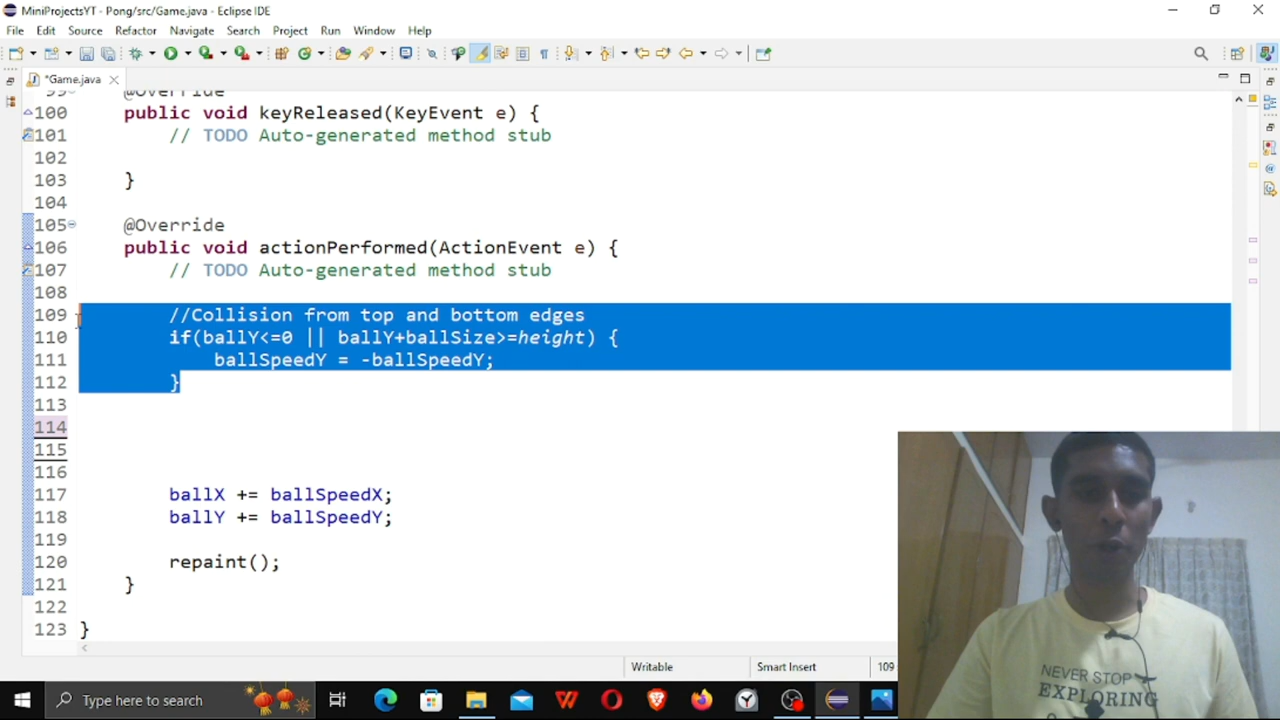 MiniProjectsYT - Pong/src/Game.java - Eclipse IDE
File Edit Source Refactor Navigate Search Project Run Window Help
*Game.java
99 @Override
100 public void keyReleased(KeyEvent e) {
101 // TODO Auto-generated method stub
102
103 }
104
105 @Override
106 public void actionPerformed(ActionEvent e) {
107 // TODO Auto-generated method stub
108
109 //Collision from top and bottom edges
110 if(ballY<=0 || ballY+ballSize>=height) {
111 ballSpeedY = -ballSpeedY;
112 }
113
114
115
116
117 ballX += ballSpeedX;
118 ballY += ballSpeedY;
119
120 repaint();
121 }
122
123 }
NEVER STOP
EXPLORING
Writable Smart Insert 109
Type here to search